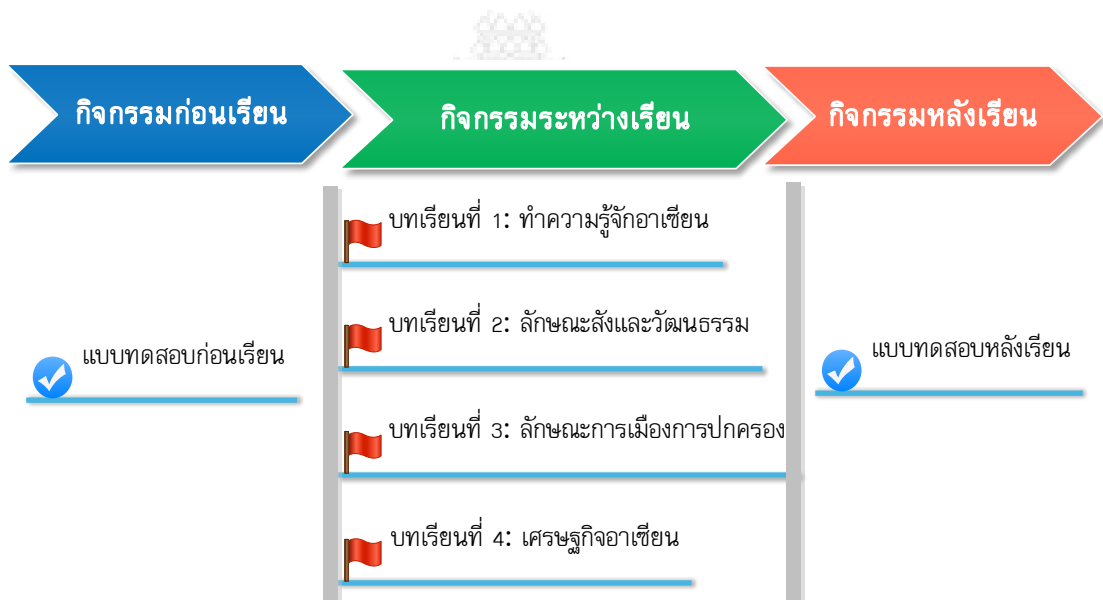 กิจกรรมก่อนเรียน
กิจกรรมระหว่างเรียน
กิจกรรมหลังเรียน
แบบทดสอบก่อนเรียน
บทเรียนที่ 1: ทำความรู้จักอาเซียน
บทเรียนที่ 2: ลักษณะสังและวัฒนธรรม
บทเรียนที่ 3: ลักษณะการเมืองการปกครอง
บทเรียนที่ 4: เศรษฐกิจอาเซียน
แบบทดสอบหลังเรียน